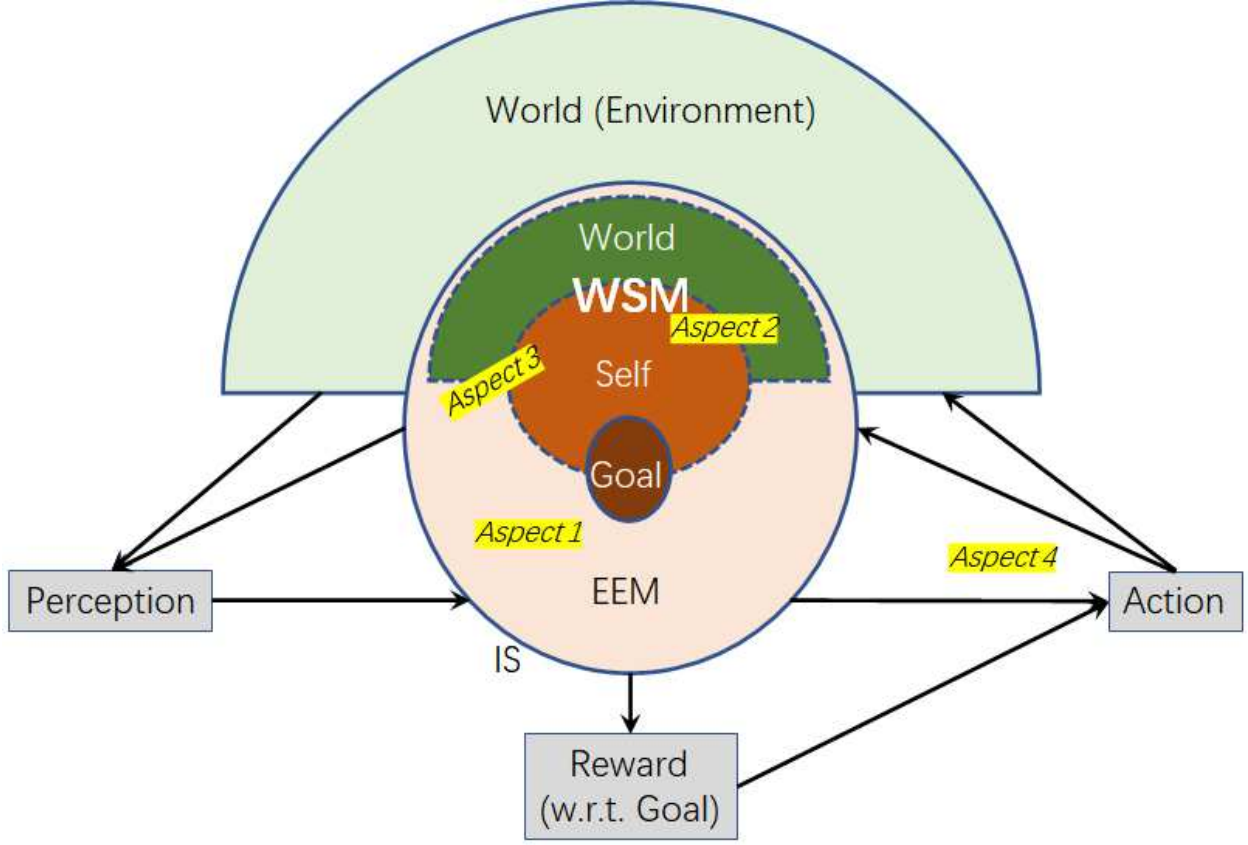 World (Environment)
World
WSM
Aspect 2
Aspect 3
Self
Goal
Aspect 1
Aspect 4
Perception
EEM
Action
IS
Reward
(w.r.t. Goal)